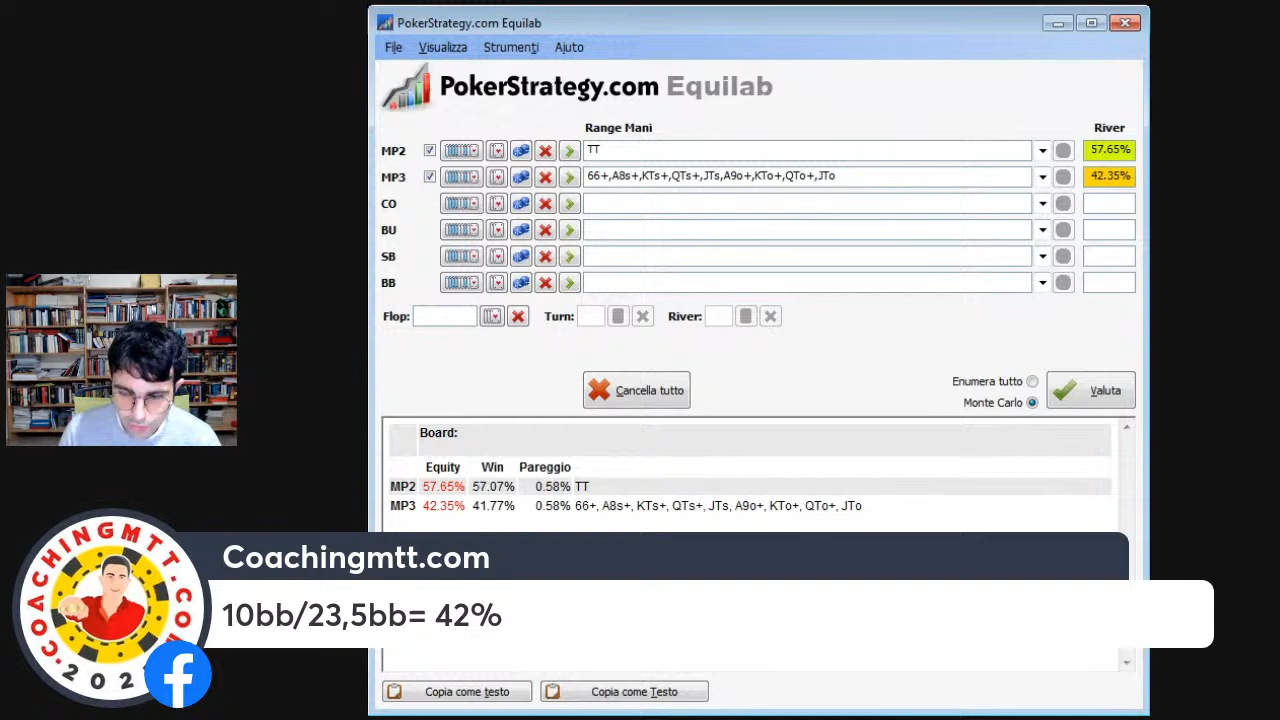 PokerStrategy.com Equilab
File Visualizza Strumenti Ajuto
PokerStrategy.com Equilab
Range Mani River
MP2 TT 57.65%
MP3 66+,A8s+,KTs+,QTs+,JTs,A9o+,KTo+,QTo+,JTo 42.35%
CO
BU
SB
BB
Flop: Turn: River:
Cancella tutto
Enumera tutto
Monte Carlo
Valuta
Board:
Equity Win Pareggio
MP2 57.65% 57.07% 0.58% TT
MP3 42.35% 41.77% 0.58% 66+, A8s+, KTs+, QTs+, JTs, A9o+, KTo+, QTo+, JTo
Coachingmtt.com
10bb/23,5bb= 42%
COACHINGMTT.COM
Copia come testo Copia come Testo